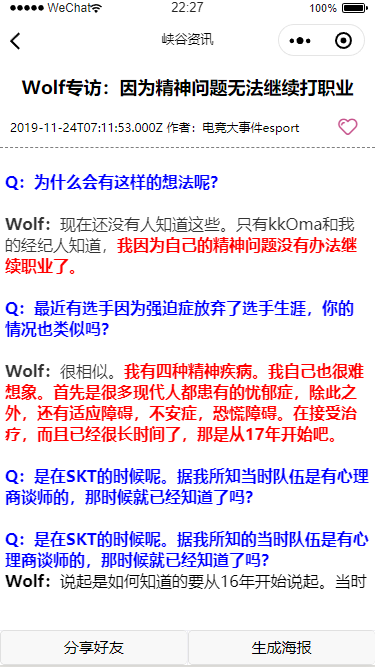 WeChat 22:27 100%
峡谷资讯
Wolf专访：因为精神问题无法继续打职业
2019-11-24T07:11:53.000Z 作者：电竞大事件esport
Q：为什么会有这样的想法呢？
Wolf：现在还没有人知道这些。只有kkOma和我
的经纪人知道，我因为自己的精神问题没有办法继
续职业了。
Q：最近有选手因为强迫症放弃了选手生涯，你的
情况也类似吗？
Wolf：很相似。我有四种精神疾病。我自己也很难
想象。首先是很多现代人都患有的忧郁症，除此之
外，还有适应障碍，不安症，恐慌障碍。在接受治
疗，而且已经很长时间了，那是从17年开始吧。
Q：是在SKT的时候呢。据我所知当时队伍是有心理
商谈师的，那时候就已经知道了吗？
Q：是在SKT的时候呢。据我所知的当时队伍是有心
理商谈师的，那时候就已经知道了吗？
Wolf：说起是如何知道的要从16年开始说起。当时
分享好友 生成海报